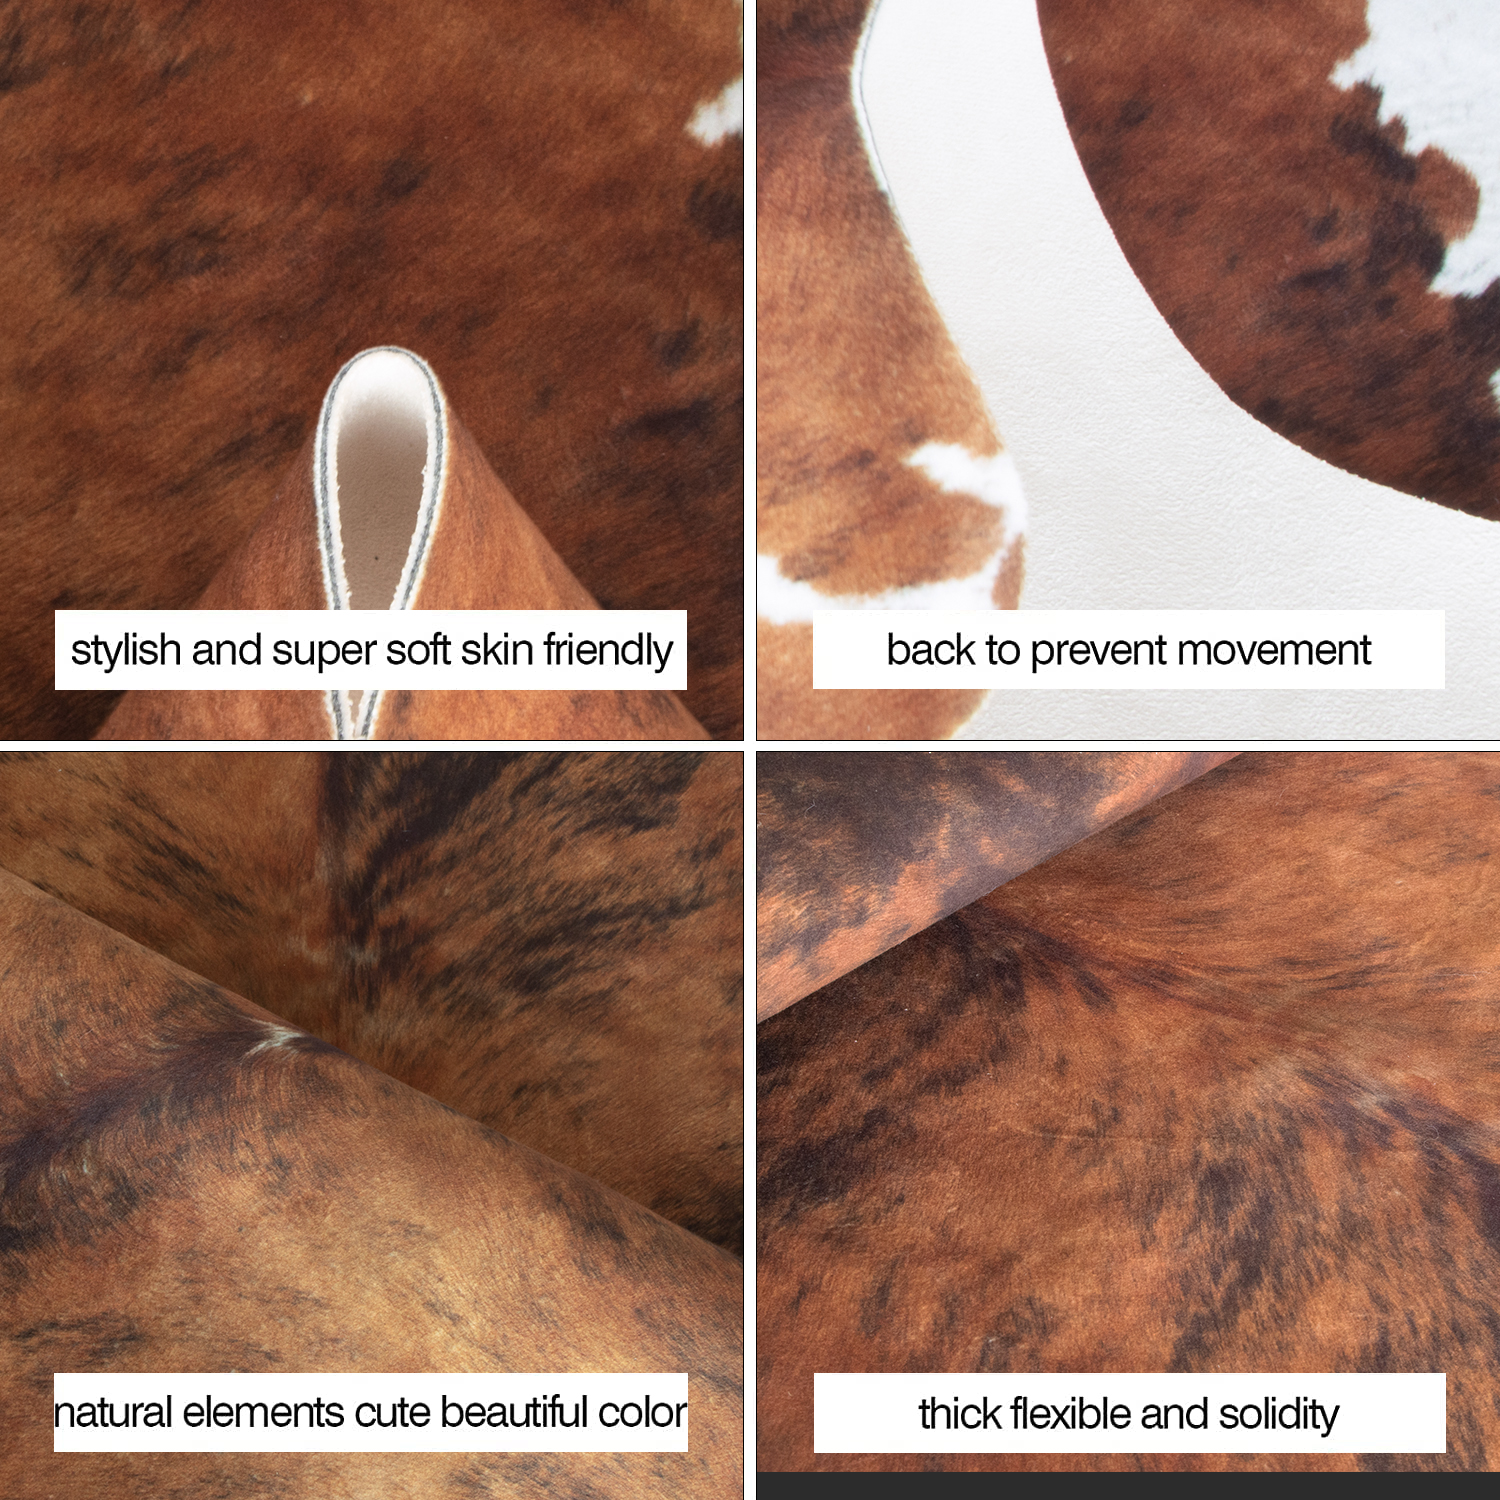 stylish and super soft skin friendly
back to prevent movement
natural elements cute beautiful color
thick flexible and solidity